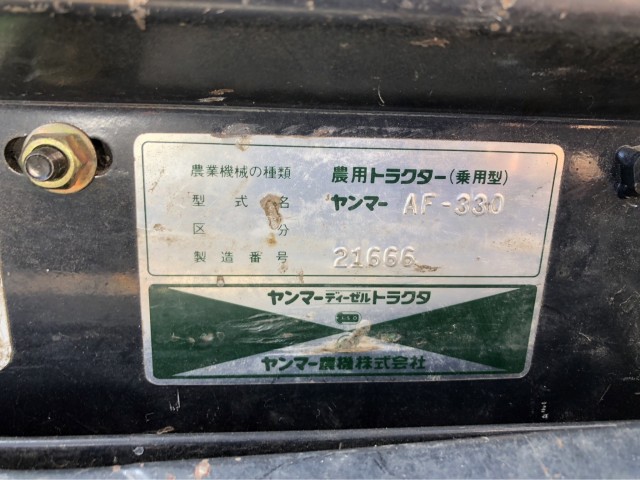 農業機械の種類 農用トラクター(乗用型)
型式名 ヤンマー AF-330
区分
製造番号 21666
ヤンマーディーゼルトラクタ
ヤンマー農機株式会社